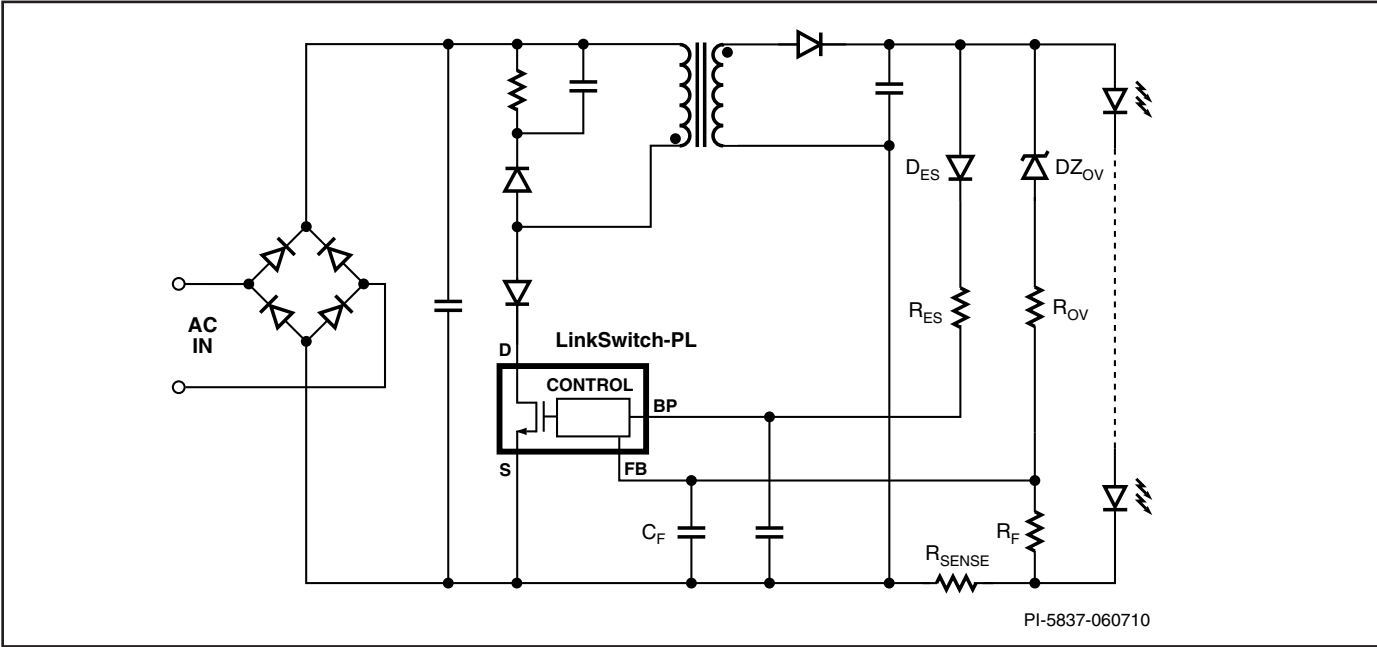 D_ES
DZ_OV
R_ES
R_OV
AC
IN
LinkSwitch-PL
D
CONTROL
BP
S
FB
C_F
R_F
R_SENSE
PI-5837-060710